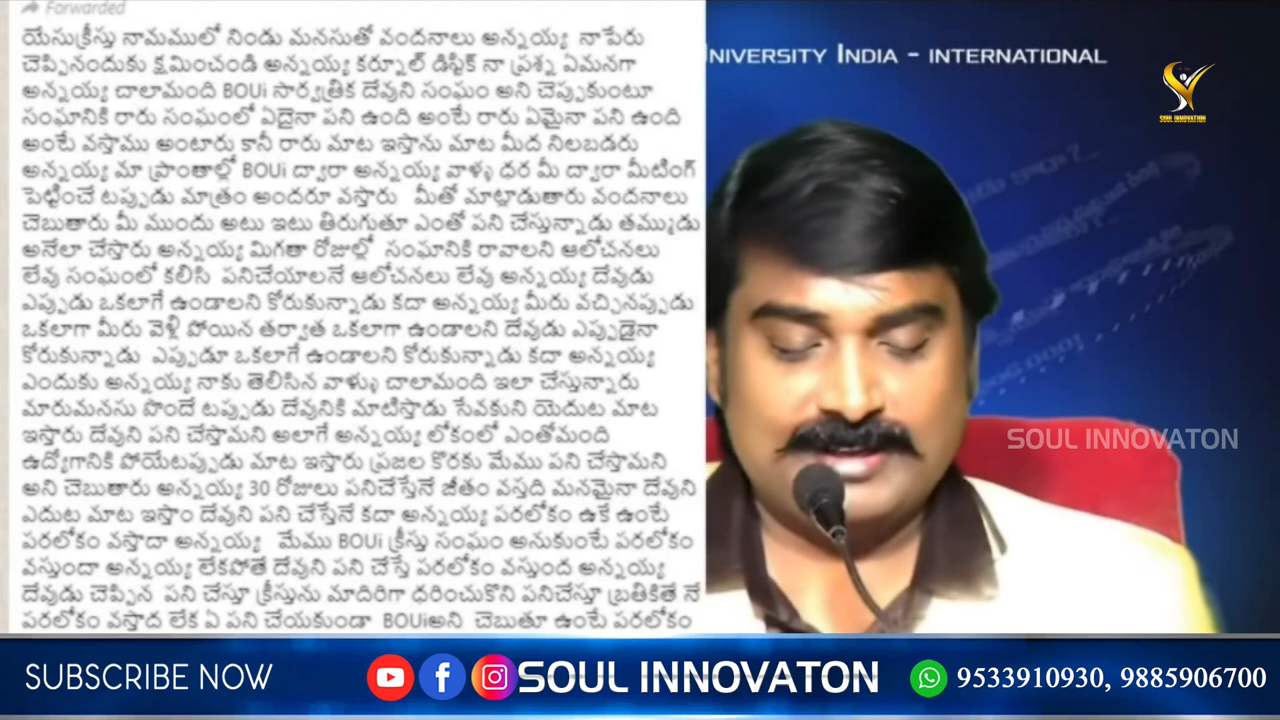 Forwarded
యేసుక్రీస్తు నామములో నిండు మనసుతో వందనాలు అన్నయ్య నాపేరు
చెప్పినందుకు క్షమించండి అన్నయ్య కర్నూల్ డిస్ట్రిక్ నా ప్రశ్న ఏమనగా
అన్నయ్య చాలామంది BOUi సార్వత్రిక దేవుని సంఘం అని చెప్పుకుంటూ
సంఘానికి రారు సంఘంలో ఏదైనా పని ఉంది అంటే రారు ఏమైనా పని ఉంది
అంటే వస్తాము అంటారు కానీ రారు మాట ఇస్తాను మాట మీద నిలబడరు
అన్నయ్య మా ప్రాంతాల్లో BOUi ద్వారా అన్నయ్య వాళ్ళు ధర మీ ద్వారా మీటింగ్
పెట్టించే టప్పుడు మాత్రం అందరూ వస్తారు మీతో మాట్లాడుతారు వందనాలు
చెబుతారు మీ ముందు అటు ఇటు తిరుగుతూ ఎంతో పని చేస్తున్నాడు తమ్ముడు
అనేలా చేస్తారు అన్నయ్య మిగతా రోజుల్లో సంఘానికి రావాలని ఆలోచనలు
లేవు సంఘంలో కలిసి పనిచేయాలనే ఆలోచనలు లేవు అన్నయ్య దేవుడు
ఎప్పుడు ఒకలాగే ఉండాలని కోరుకున్నాడు కదా అన్నయ్య మీరు వచ్చినప్పుడు
ఒకలాగా మీరు వెళ్లి పోయిన తర్వాత ఒకలాగా ఉండాలని దేవుడు ఎప్పుడైనా
కోరుకున్నాడు ఎప్పుడూ ఒకలాగే ఉండాలని కోరుకున్నాడు కదా అన్నయ్య
ఎందుకు అన్నయ్య నాకు తెలిసిన వాళ్ళు చాలామంది ఇలా చేస్తున్నారు
మారుమనసు పొందే టప్పుడు దేవునికి మాటిస్తాడు సేవకుని యెదుట మాట
ఇస్తారు దేవుని పని చేస్తామని అలాగే అన్నయ్య లోకంలో ఎంతోమంది
ఉద్యోగానికి పోయేటప్పుడు మాట ఇస్తారు ప్రజల కొరకు మేము పని చేస్తామని
అని చెబుతారు అన్నయ్య 30 రోజులు పనిచేస్తేనే జీతం వస్తది మనమైనా దేవుని
ఎదుట మాట ఇస్తాం దేవుని పని చేస్తేనే కదా అన్నయ్య పరలోకం ఉకే ఉంటే
పరలోకం వస్తాదా అన్నయ్య మేము BOUi క్రీస్తు సంఘం అనుకుంటే పరలోకం
వస్తుందా అన్నయ్య లేకపోతే దేవుని పని చేస్తే పరలోకం వస్తుంద అన్నయ్య
దేవుడు చెప్పిన పని చేస్తూ క్రీస్తును మాదిరిగా ధరించుకొని పనిచేస్తూ బ్రతికితే నే
పరలోకం వస్తాద లేక ఏ పని చేయకుండా BOUiఅని చెబుతూ ఉంటే పరలోకం
UNIVERSITY INDIA - INTERNATIONAL
SOUL INNOVATION
SOUL INNOVATON
SUBSCRIBE NOW
SOUL INNOVATON
9533910930, 9885906700